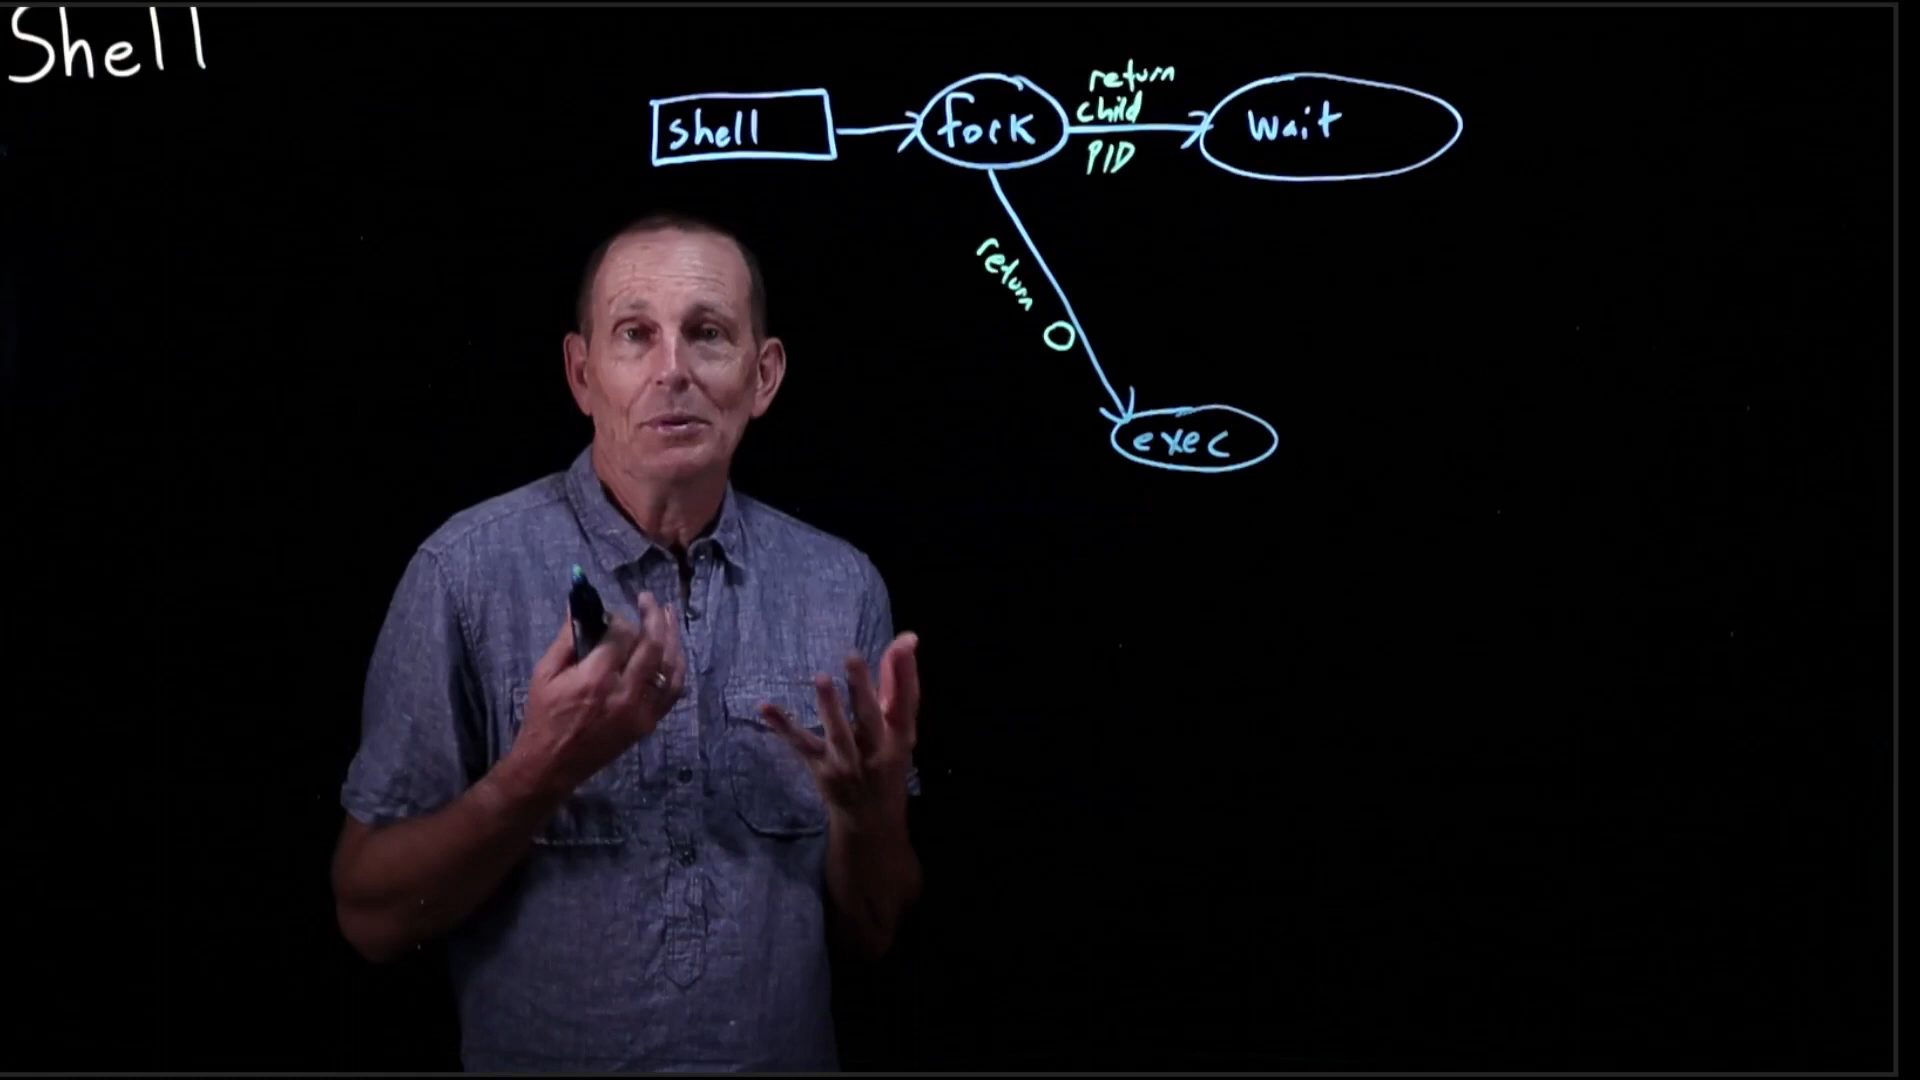 Shell
shell
fork
return
child
PID
wait
return 0
exec